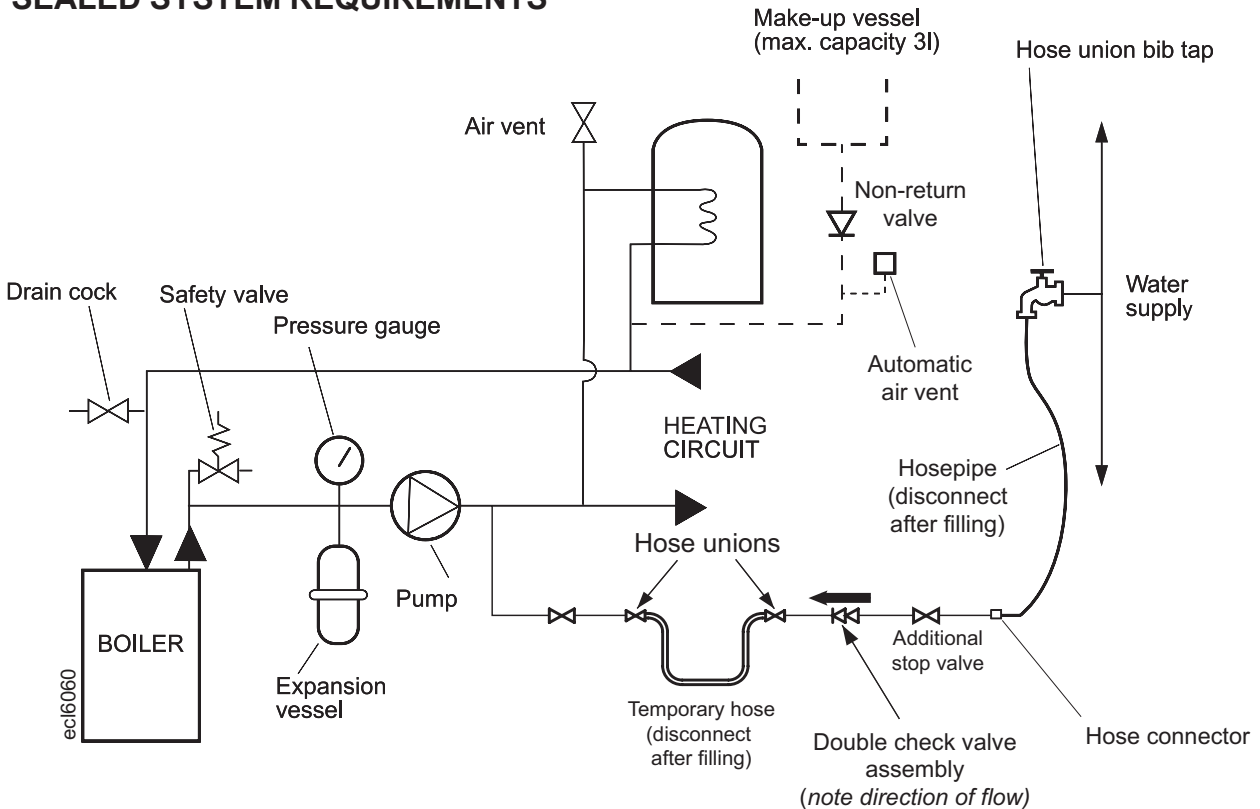 SEALED SYSTEM REQUIREMENTS
Make-up vessel
(max. capacity 3l)
Hose union bib tap
Air vent
Non-return
valve
Drain cock
Safety valve
Pressure gauge
Water
supply
Automatic
air vent
HEATING
CIRCUIT
Hosepipe
(disconnect
after filling)
Hose unions
Pump
BOILER
Additional
stop valve
Expansion
vessel
ecl6060
Temporary hose
(disconnect
after filling)
Double check valve
assembly
(note direction of flow)
Hose connector